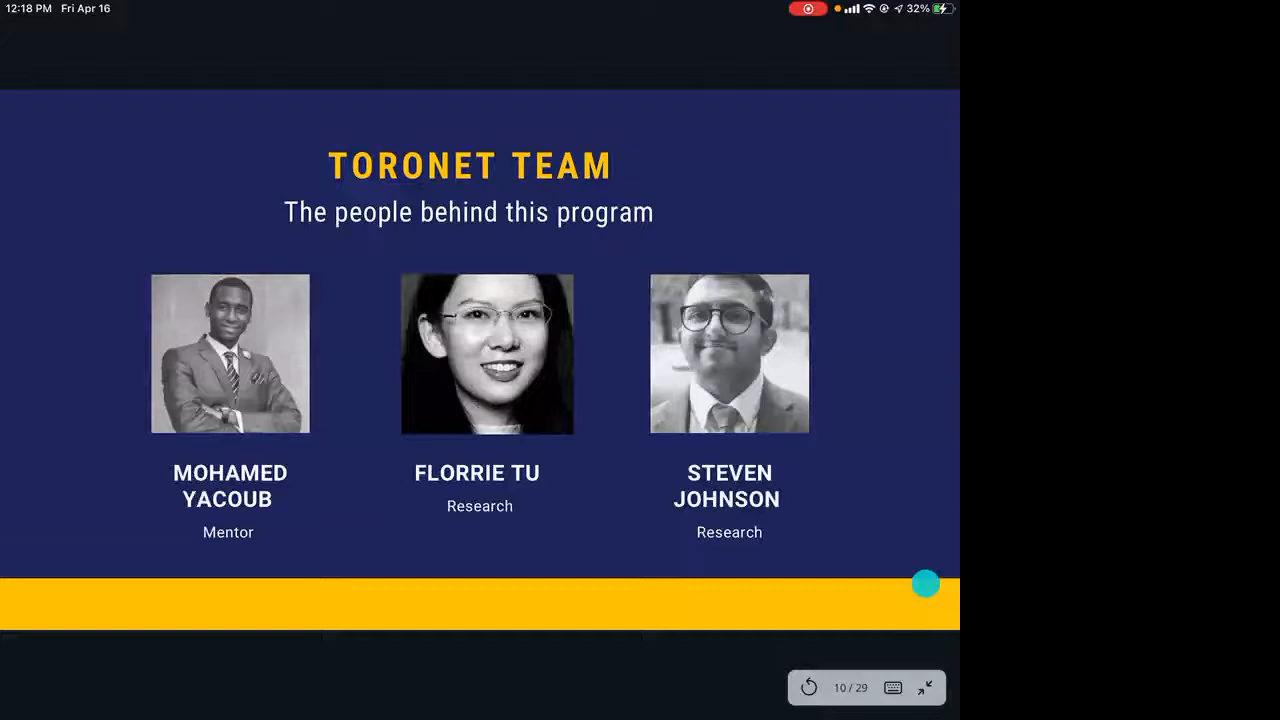 12:18 PM Fri Apr 16
32%
TORONET TEAM
The people behind this program
MOHAMED
YACOUB
Mentor
FLORRIE TU
Research
STEVEN
JOHNSON
Research
10 / 29